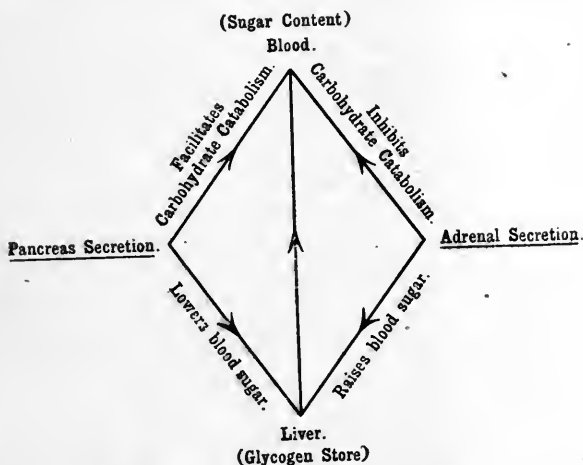 (Sugar Content)
Blood.
Facilitates
Carbohydrate Catabolism.
Inhibits
Carbohydrate Catabolism.
Pancreas Secretion.
Adrenal Secretion.
Lowers blood sugar.
Raises blood sugar.
Liver.
(Glycogen Store)